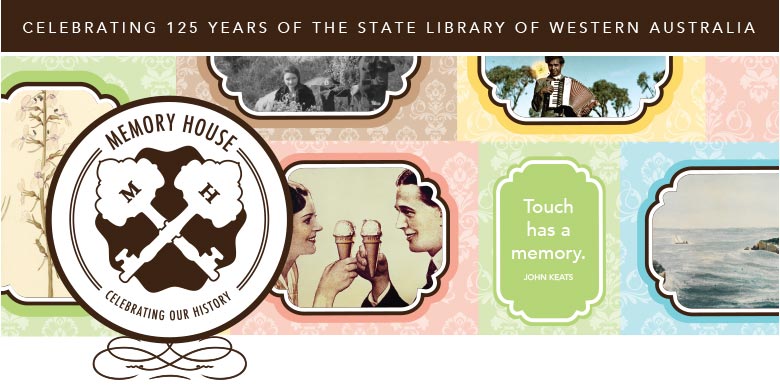 CELEBRATING 125 YEARS OF THE STATE LIBRARY OF WESTERN AUSTRALIA
MEMORY HOUSE
M H
CELEBRATING OUR HISTORY
Touch
has a
memory.
JOHN KEATS